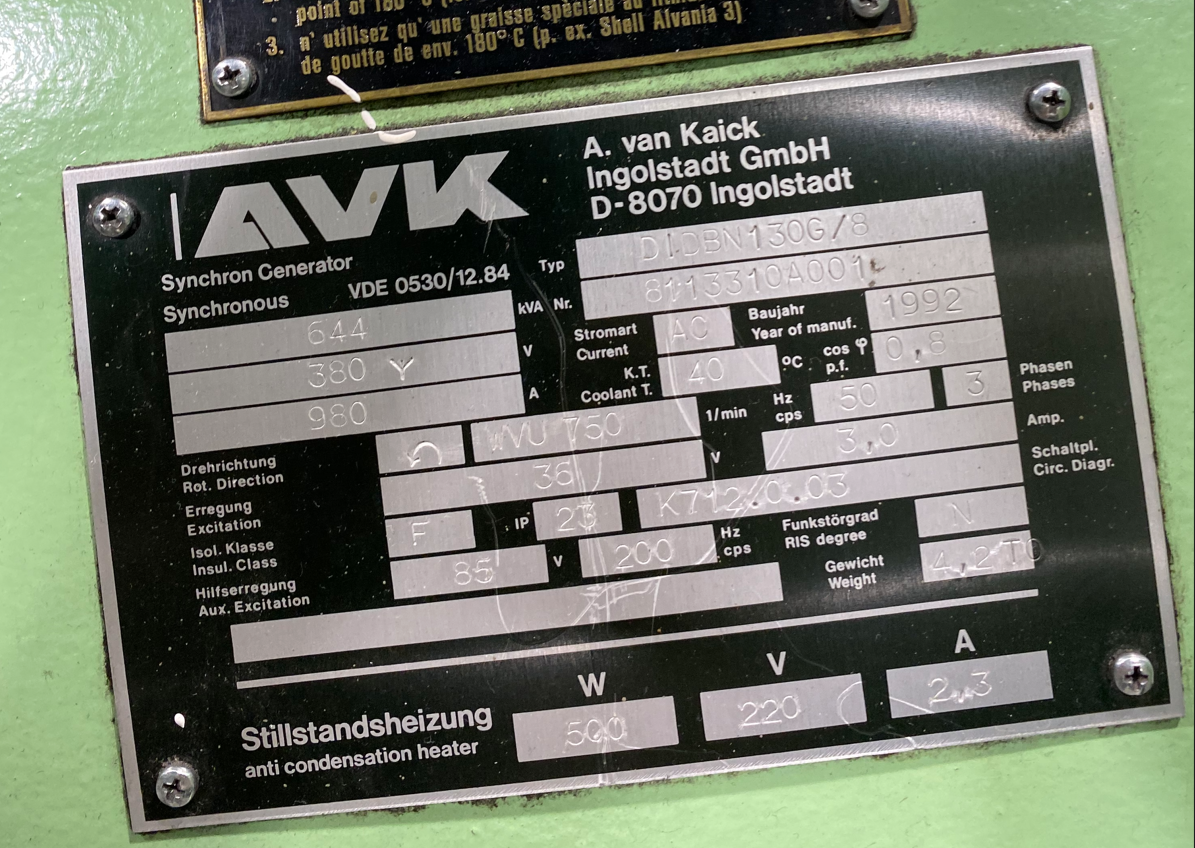 point of 180°C
3. n' utilisez qu' une graisse spéciale au
de goutte de env. 180°C (p. ex. Shell Alvania 3)
AVK
A. van Kaick
Ingolstadt GmbH
D-8070 Ingolstadt
Synchron Generator
Synchronous VDE 0530/12.84
Typ DIDBN130G/8
644 kVA Nr. 8113310A001
380 Y V Stromart Current AC Baujahr Year of manuf. 1992
980 A K.T. Coolant T. 40 °C cos φ p.f. 0,8
Drehrichtung
Rot. Direction WVU 750 1/min Hz cps 50 3 Phasen Phases
Erregung
Excitation 36 V 3,0 Amp.
Isol. Klasse
Insul. Class F IP 23 K712/0.03 Schaltpl. Circ. Diagr.
Hilfserregung
Aux. Excitation 85 V 200 Hz cps Funkstörgrad RIS degree N
Gewicht
Weight 4,2TO
W V A
Stillstandsheizung
anti condensation heater 500 220 2,3